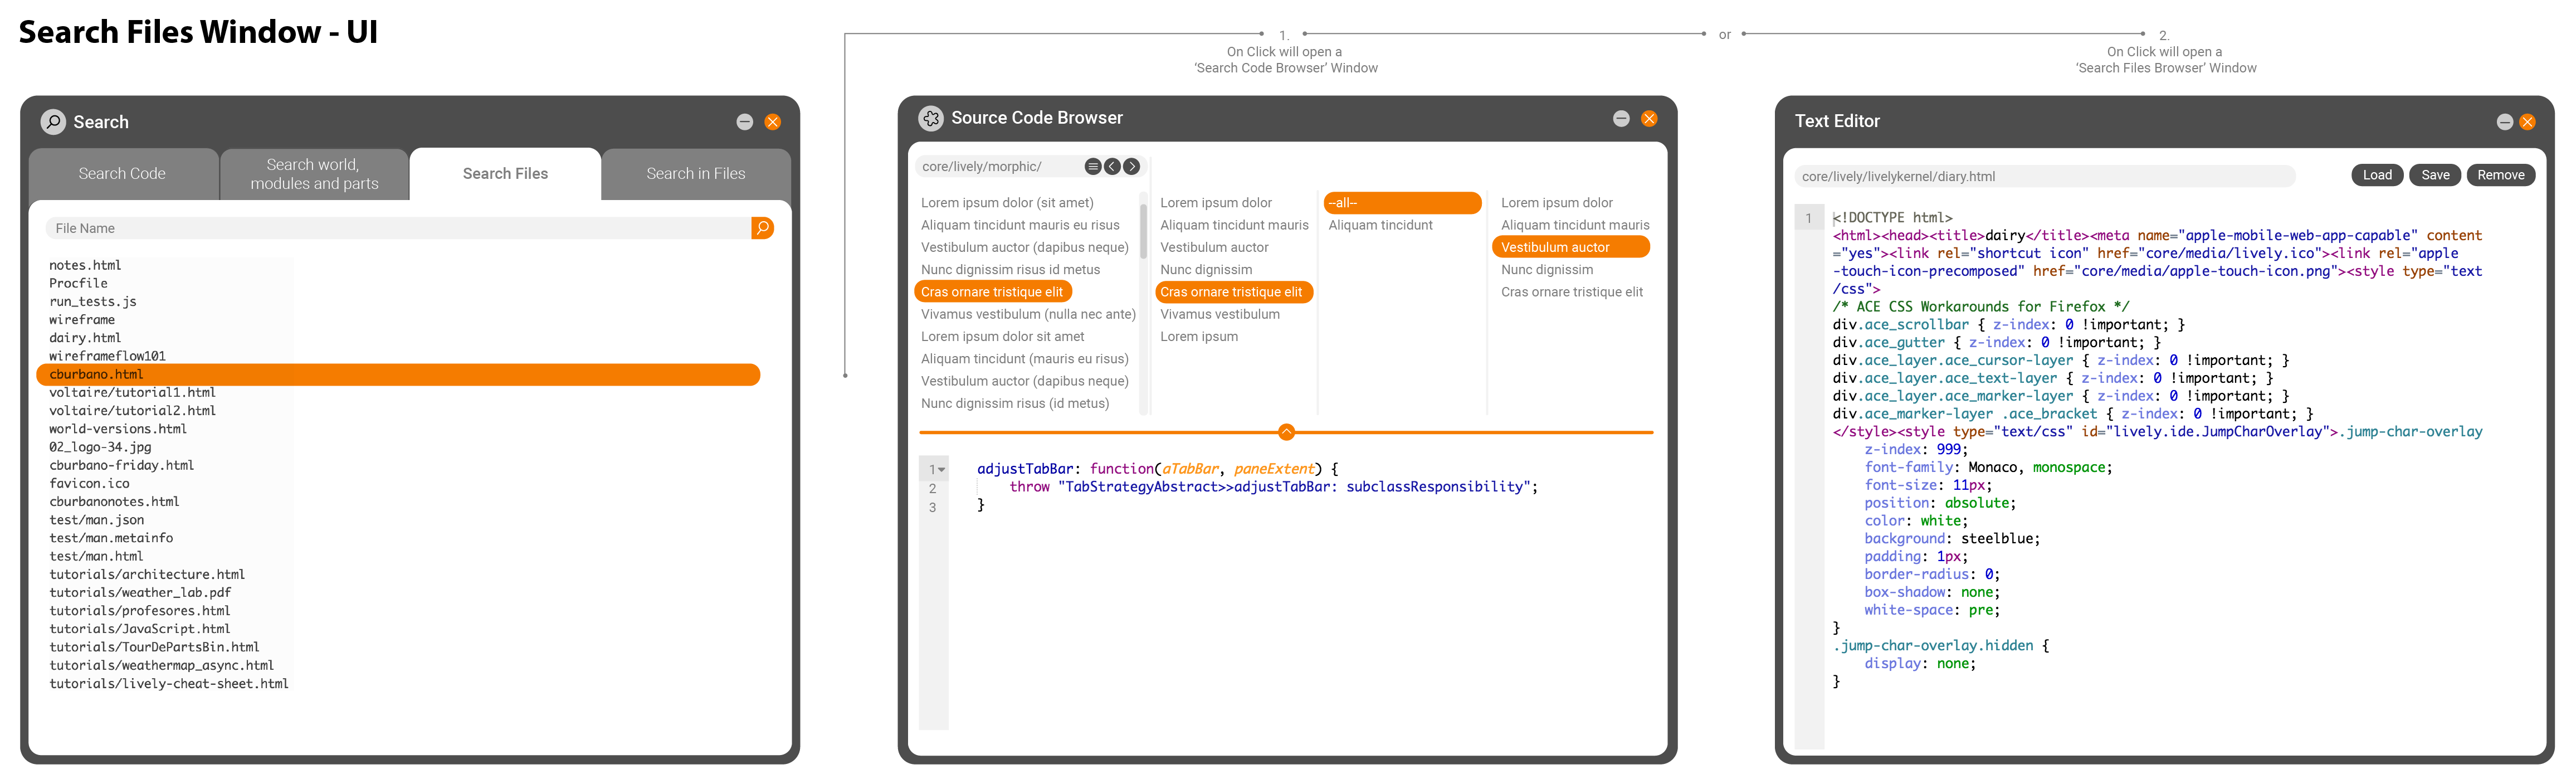 Search Files Window - UI
1.
On Click will open a
‘Search Code Browser’ Window
or
2.
On Click will open a
‘Search Files Browser’ Window
Search
Search Code
Search world,
modules and parts
Search Files
Search in Files
File Name
notes.html
Procfile
run_tests.js
wireframe
dairy.html
wireframeflow101
cburbano.html
voltaire/tutorial1.html
voltaire/tutorial2.html
world-versions.html
02_logo-34.jpg
cburbano-friday.html
favicon.ico
cburbanonotes.html
test/man.json
test/man.metainfo
test/man.html
tutorials/architecture.html
tutorials/weather_lab.pdf
tutorials/profesores.html
tutorials/JavaScript.html
tutorials/TourDePartsBin.html
tutorials/weathermap_async.html
tutorials/lively-cheat-sheet.html
Source Code Browser
core/lively/morphic/
Lorem ipsum dolor (sit amet)
Aliquam tincidunt mauris eu risus
Vestibulum auctor (dapibus neque)
Nunc dignissim risus id metus
Cras ornare tristique elit
Vivamus vestibulum (nulla nec ante)
Lorem ipsum dolor sit amet
Aliquam tincidunt (mauris eu risus)
Vestibulum auctor (dapibus neque)
Nunc dignissim risus (id metus)
Lorem ipsum dolor
Aliquam tincidunt mauris
Vestibulum auctor
Nunc dignissim
Cras ornare tristique elit
Vivamus vestibulum
Lorem ipsum
--all--
Aliquam tincidunt
Lorem ipsum dolor
Aliquam tincidunt mauris
Vestibulum auctor
Nunc dignissim
Cras ornare tristique elit
1 adjustTabBar: function(aTabBar, paneExtent) {
2 throw "TabStrategyAbstract>>adjustTabBar: subclassResponsibility";
3 }
Text Editor
core/lively/livelykernel/diary.html
Load Save Remove
1 <!DOCTYPE html>
<html><head><title>dairy</title><meta name="apple-mobile-web-app-capable" content
="yes"><link rel="shortcut icon" href="core/media/lively.ico"><link rel="apple
-touch-icon-precomposed" href="core/media/apple-touch-icon.png"><style type="text
/css">
/* ACE CSS Workarounds for Firefox */
div.ace_scrollbar { z-index: 0 !important; }
div.ace_gutter { z-index: 0 !important; }
div.ace_layer.ace_cursor-layer { z-index: 0 !important; }
div.ace_layer.ace_text-layer { z-index: 0 !important; }
div.ace_layer.ace_marker-layer { z-index: 0 !important; }
div.ace_marker-layer .ace_bracket { z-index: 0 !important; }
</style><style type="text/css" id="lively.ide.JumpCharOverlay">.jump-char-overlay
z-index: 999;
font-family: Monaco, monospace;
font-size: 11px;
position: absolute;
color: white;
background: steelblue;
padding: 1px;
border-radius: 0;
box-shadow: none;
white-space: pre;
}
.jump-char-overlay.hidden {
display: none;
}